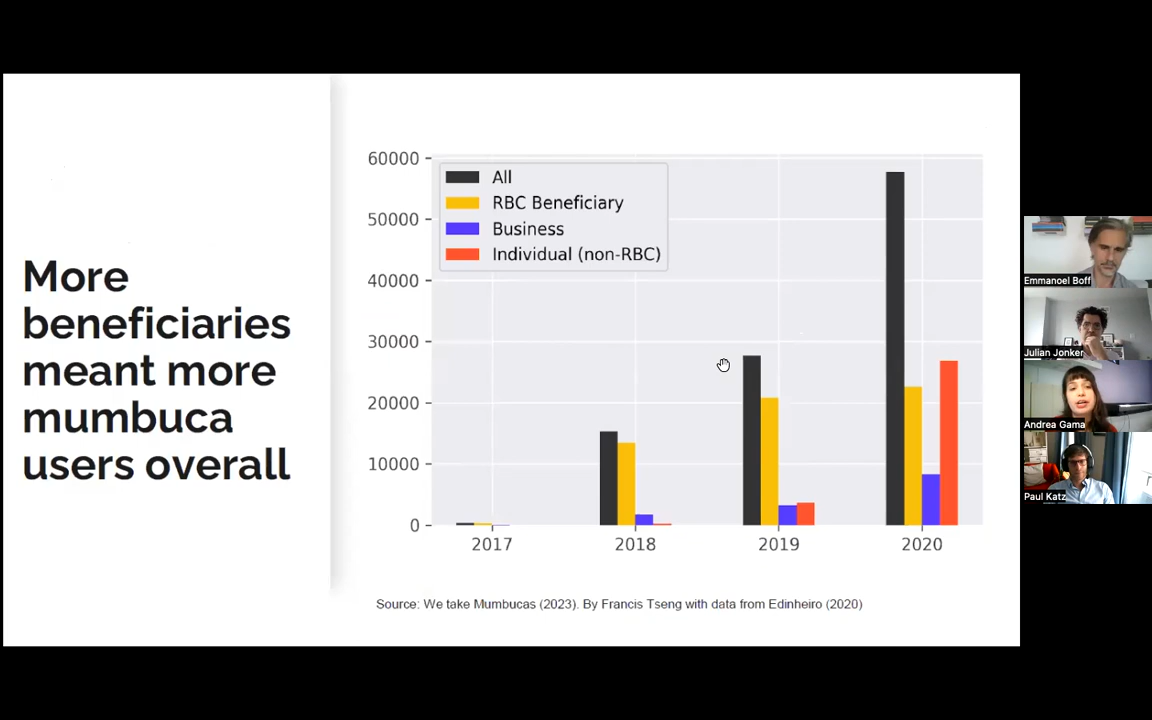 More
beneficiaries
meant more
mumbuca
users overall
60000
50000
40000
30000
20000
10000
0
All
RBC Beneficiary
Business
Individual (non-RBC)
2017
2018
2019
2020
Source: We take Mumbucas (2023). By Francis Tseng with data from Edinheiro (2020)
Emmanoel Boff
Julian Jonker
Andrea Gama
Paul Katz